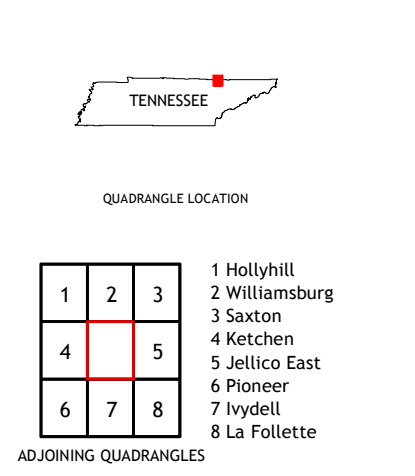 TENNESSEE
QUADRANGLE LOCATION
1 2 3
4 5
6 7 8
1 Hollyhill
2 Williamsburg
3 Saxton
4 Ketchen
5 Jellico East
6 Pioneer
7 Ivydell
8 La Follette
ADJOINING QUADRANGLES